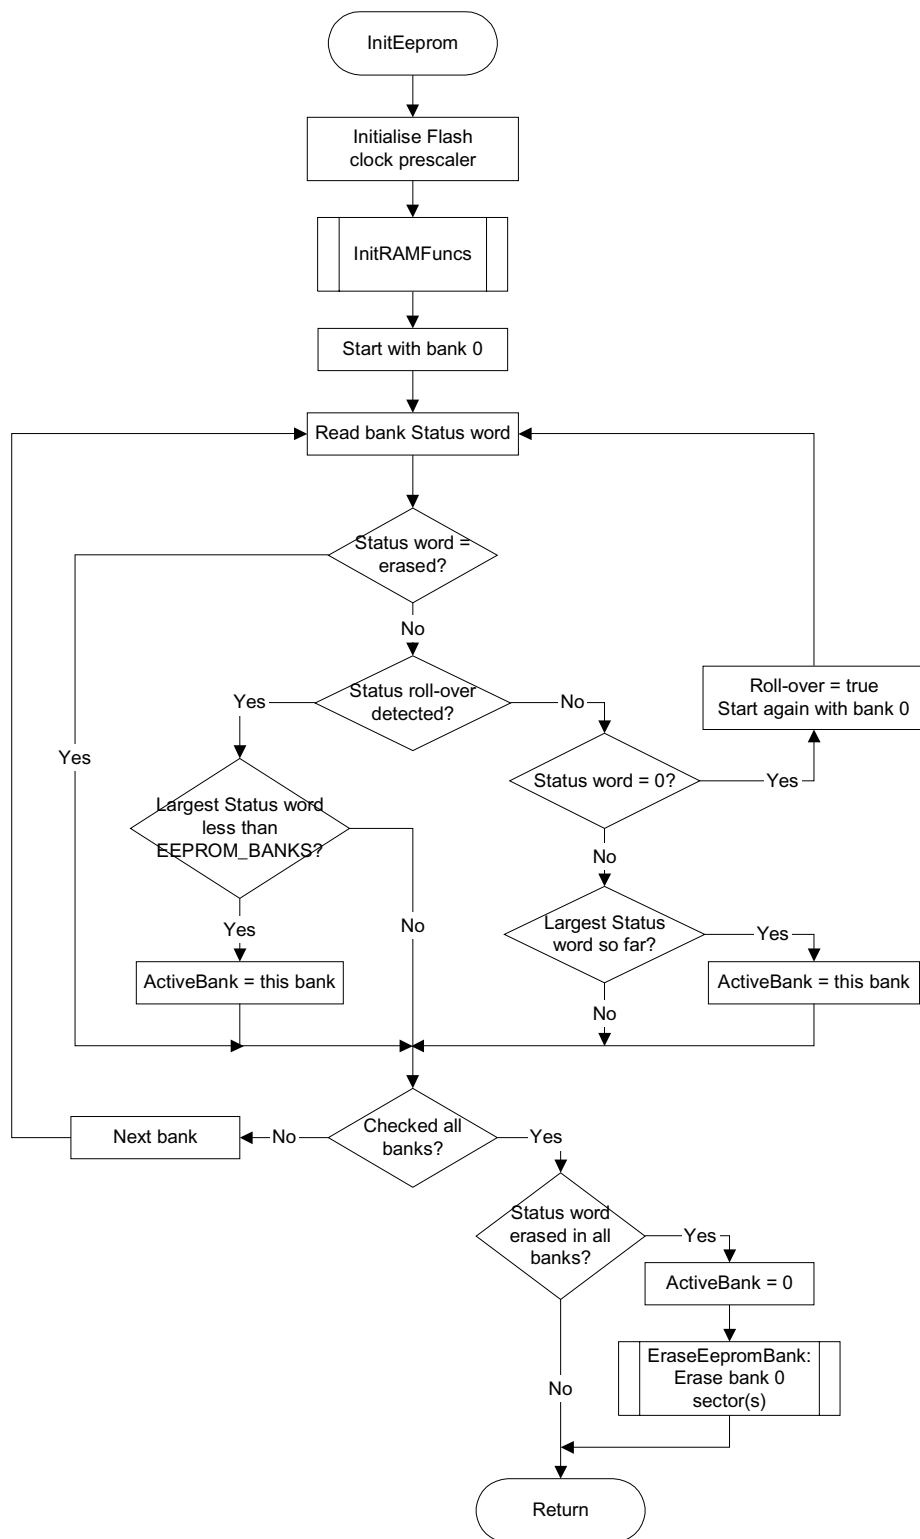 InitEeprom
Initialise Flash
clock prescaler
InitRAMFuncs
Start with bank 0
Read bank Status word
Status word =
erased?
No
Status roll-over
detected?
Yes
No
Roll-over = true
Start again with bank 0
Yes
Status word = 0?
Yes
Largest Status word
less than
EEPROM_BANKS?
No
Largest Status
word so far?
Yes
Yes
No
ActiveBank = this bank
ActiveBank = this bank
No
Checked all
banks?
Next bank
No
Yes
Status word
erased in all
banks?
Yes
ActiveBank = 0
EraseEepromBank:
Erase bank 0
sector(s)
No
Return